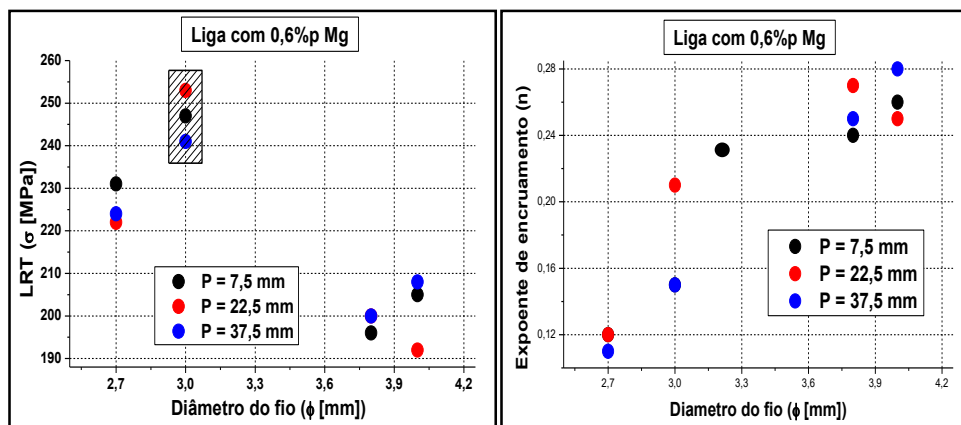 Liga com 0,6%p Mg
LRT (σ [MPa])
260
250
240
230
220
210
200
190
P = 7,5 mm
P = 22,5 mm
P = 37,5 mm
2,7 3,0 3,3 3,6 3,9 4,2
Diâmetro do fio (ϕ [mm])
Liga com 0,6%p Mg
Expoente de encruamento (n)
0,28
0,24
0,20
0,16
0,12
P = 7,5 mm
P = 22,5 mm
P = 37,5 mm
2,7 3,0 3,3 3,6 3,9 4,2
Diametro do fio (ϕ [mm])